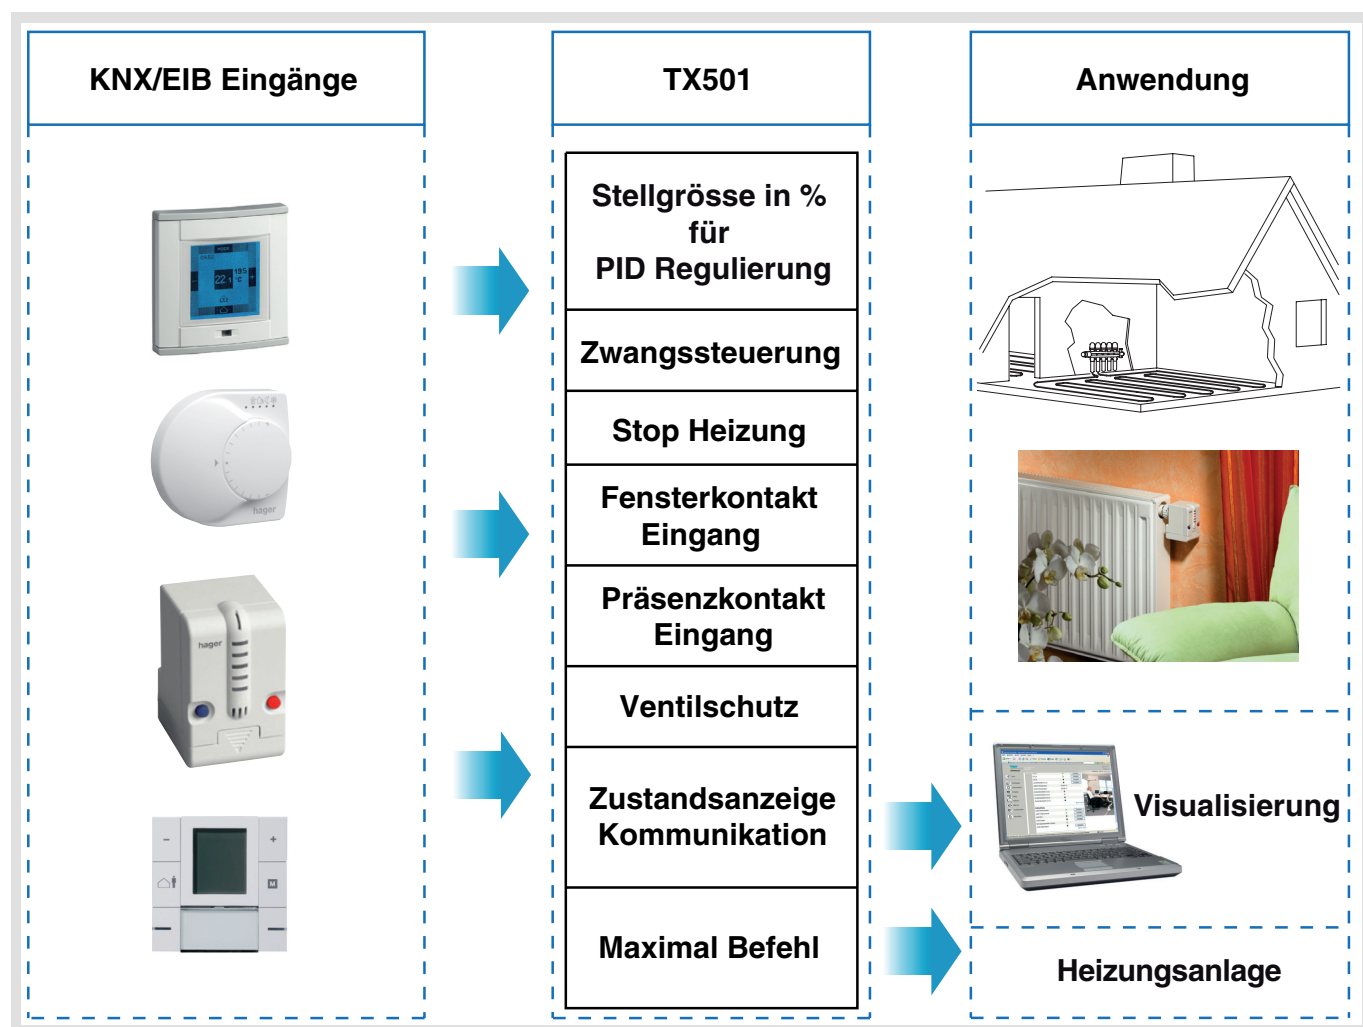 KNX/EIB Eingänge
hager
hager
TX501
Stellgrösse in %
für
PID Regulierung
Zwangssteuerung
Stop Heizung
Fensterkontakt
Eingang
Präsenzkontakt
Eingang
Ventilschutz
Zustandsanzeige
Kommunikation
Maximal Befehl
Anwendung
Visualisierung
Heizungsanlage